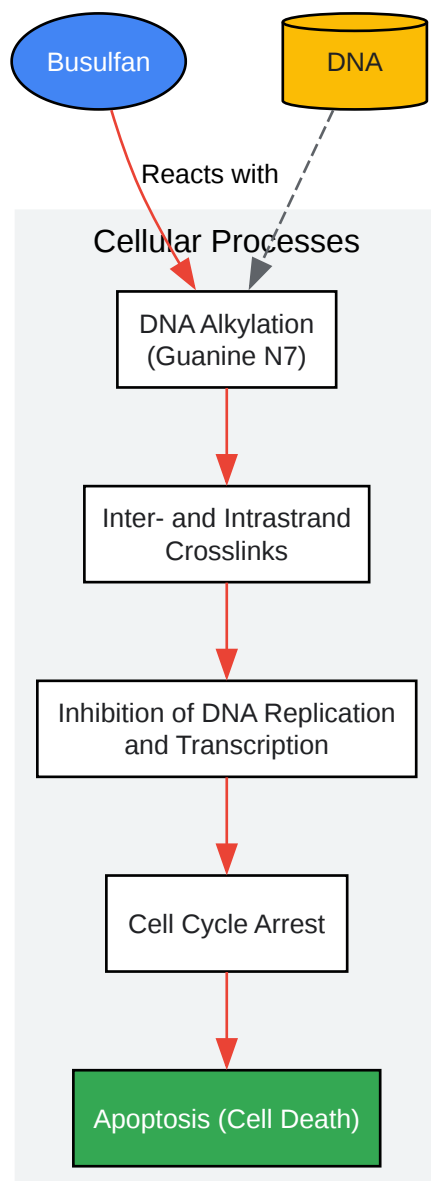 Busulfan
DNA
Reacts with
Cellular Processes
DNA Alkylation
(Guanine N7)
Inter- and Intrastrand
Crosslinks
Inhibition of DNA Replication
and Transcription
Cell Cycle Arrest
Apoptosis (Cell Death)